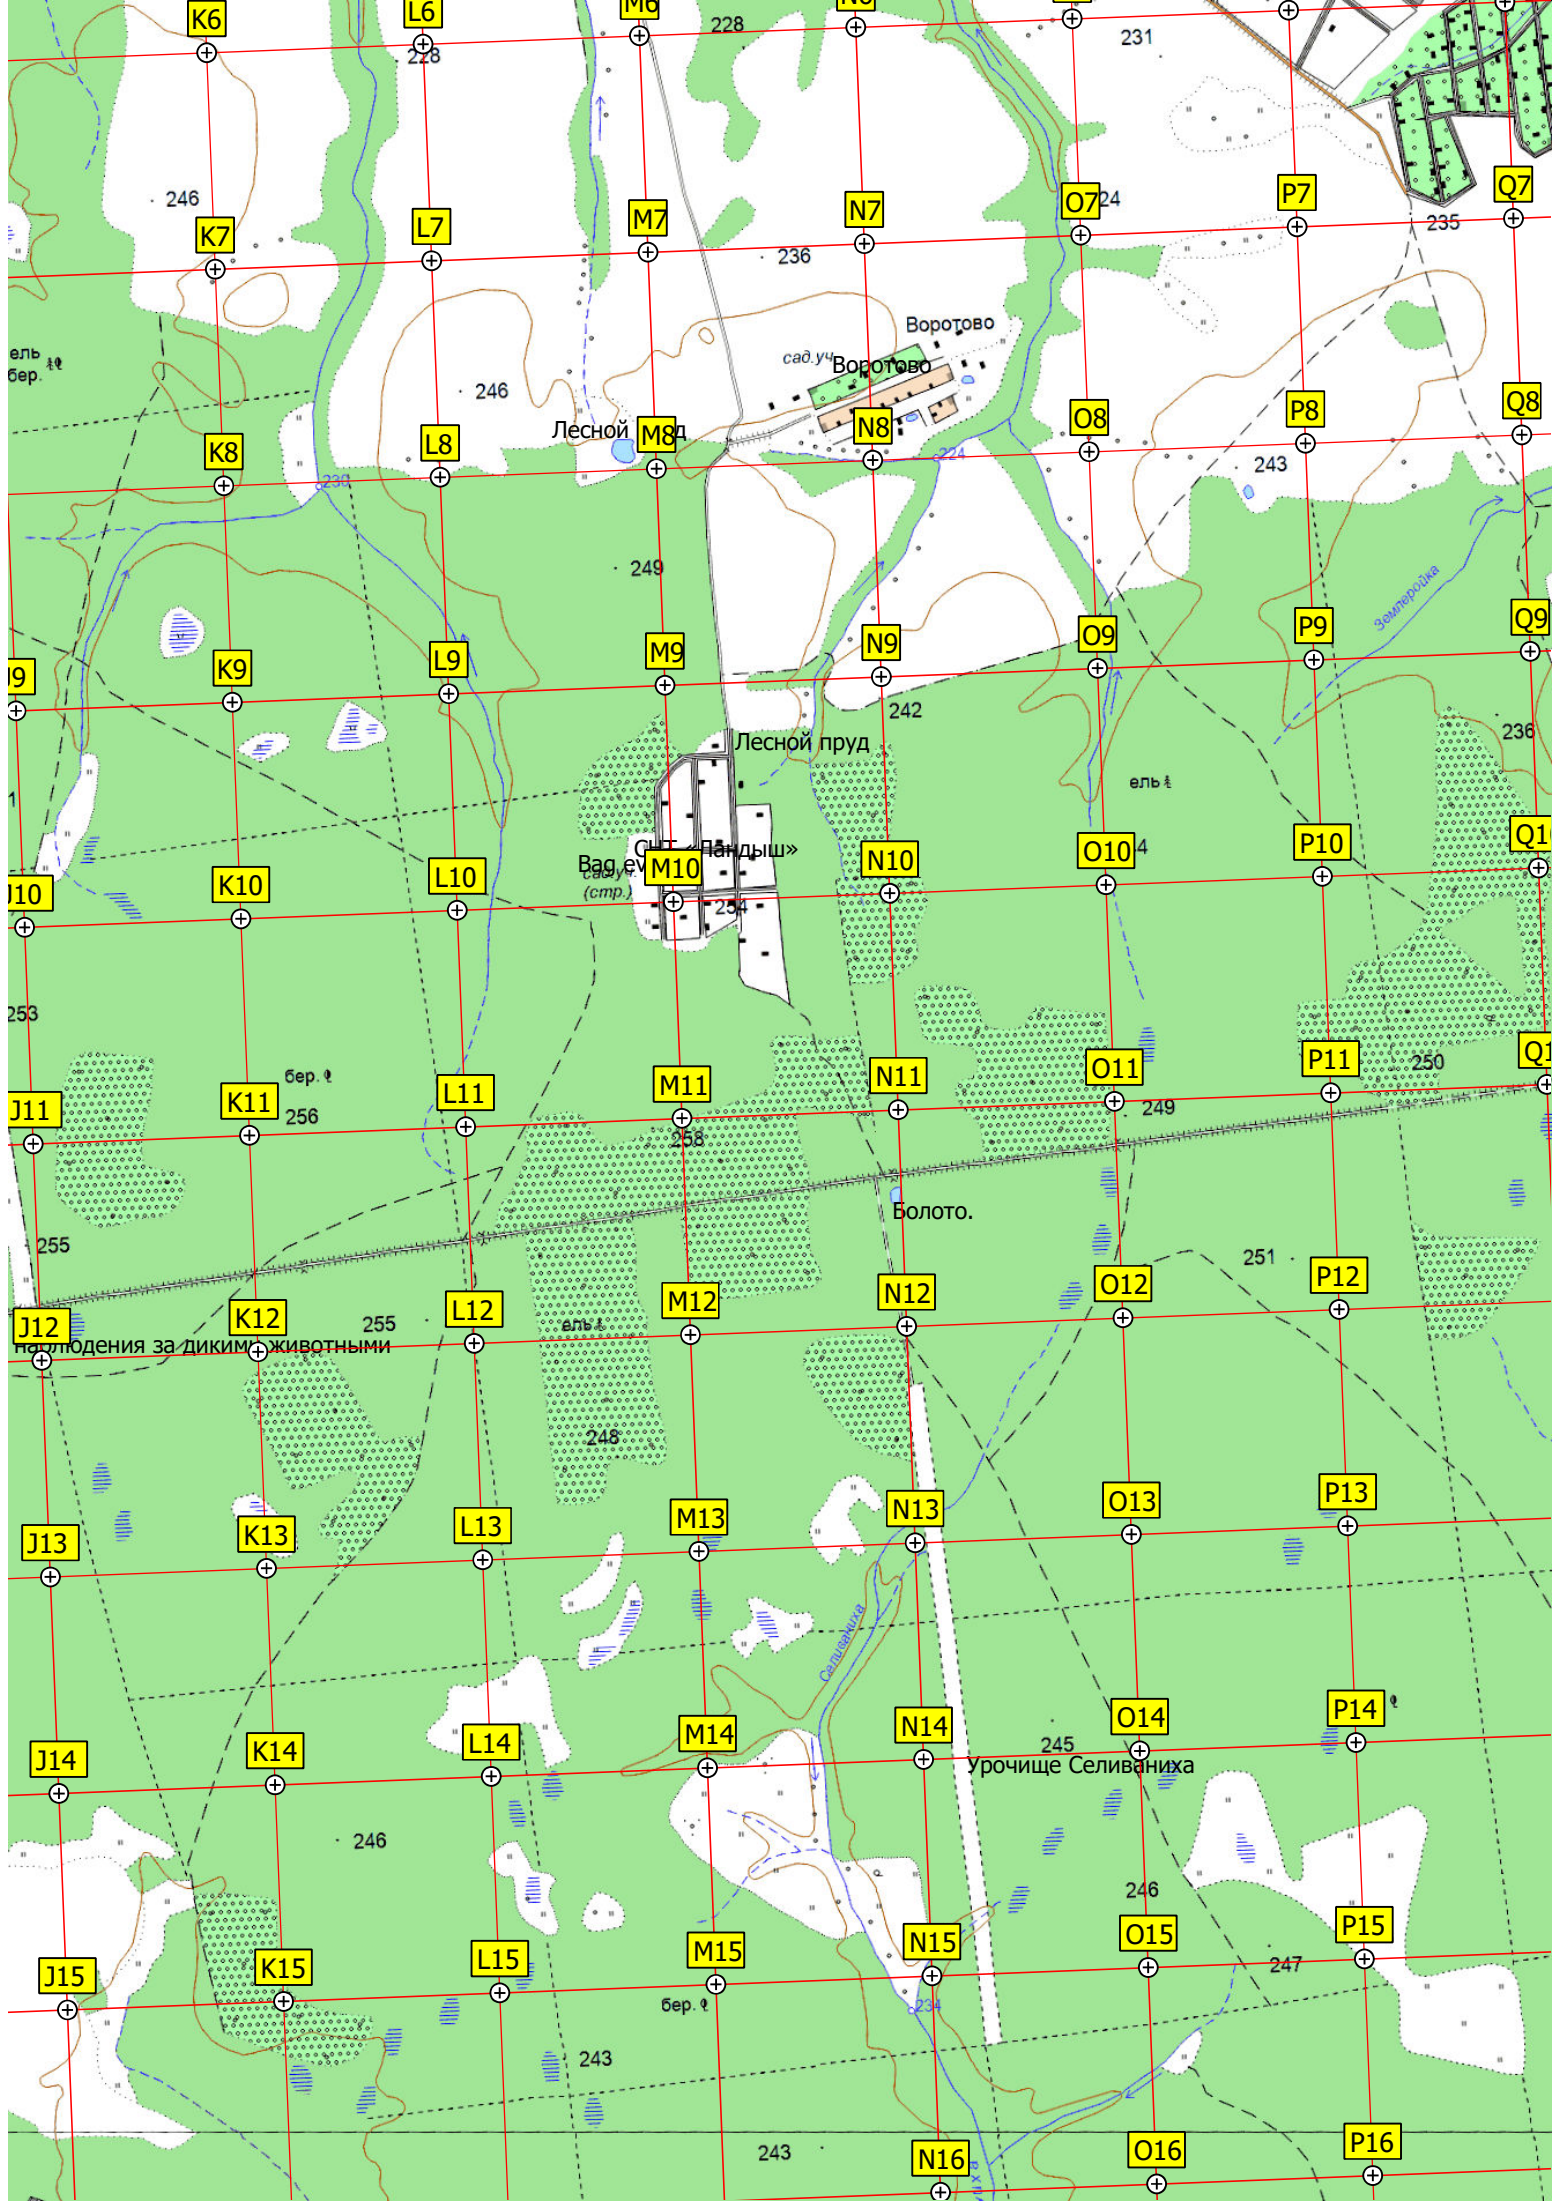 K6
L6
M6
228
231
228
246
K7
L7
M7
N7
O7
24
P7
Q7
235
236
Воротово
ель
бер.
сад.уч.
Воротово
246
Лесной
д
K8
L8
M8
N8
O8
P8
Q8
230
224
243
249
Землеройка
J9
K9
L9
M9
N9
O9
P9
Q9
242
236
Лесной пруд
ель
СНТ «Ландыш»
сад.уч.
(стр.)
J10
K10
L10
M10
N10
O10
4
P10
254
253
бер.
256
J11
K11
L11
M11
N11
O11
P11
250
249
258
Болото.
255
251
J12
K12
L12
M12
N12
O12
P12
255
ель
наблюдения за дикими животными
248
J13
K13
L13
M13
N13
O13
P13
Селиваниха
J14
K14
L14
M14
N14
O14
P14
245
Урочище Селиваниха
246
246
J15
K15
L15
M15
N15
O15
P15
247
бер.
234
243
243
N16
O16
P16